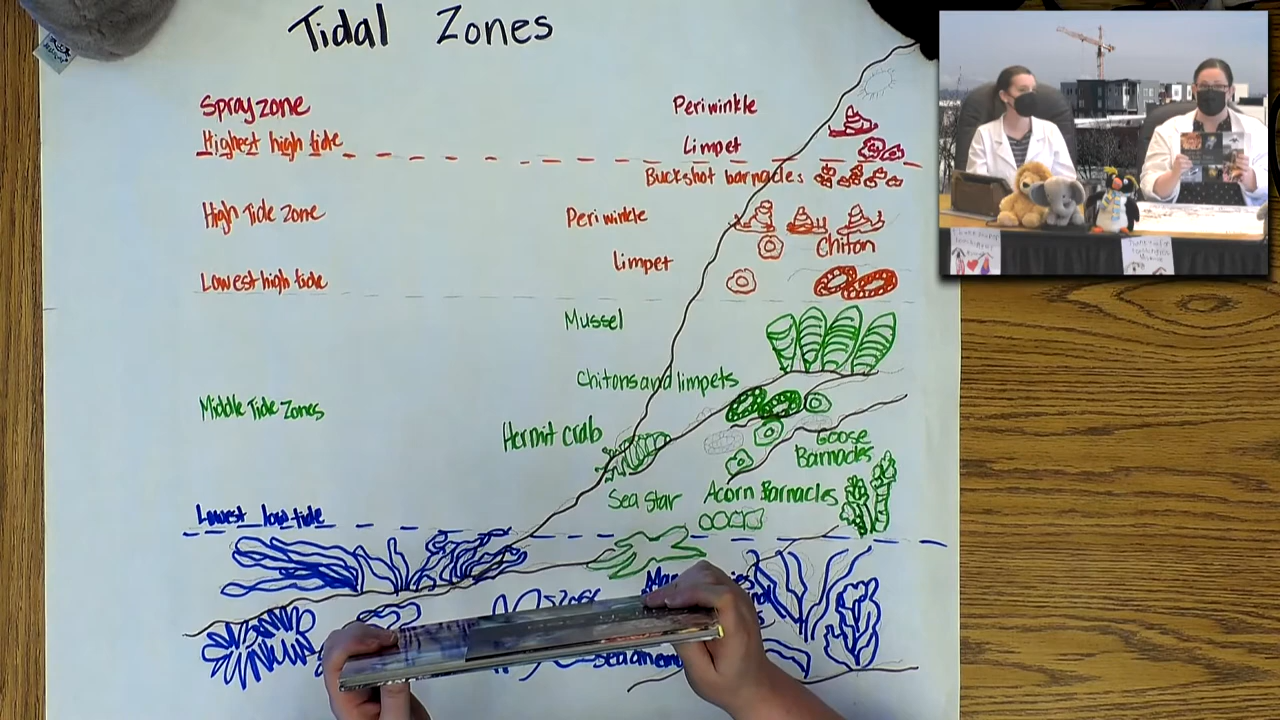 Tidal Zones
Spray zone
Periwinkle
Highest high tide
Limpet
Buckshot barnacles
High Tide Zone
Periwinkle
Chiton
Limpet
Lowest high tide
Mussel
Chitons and limpets
Middle Tide Zones
Hermit crab
Goose
Barnacles
Sea Star
Acorn Barnacles
Lowest low tide